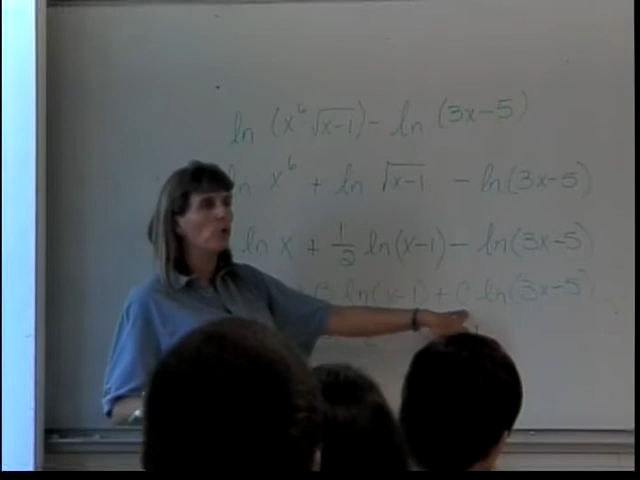 ln (x⁶ √(x-1)) - ln (3x-5)
ln x⁶ + ln √(x-1) - ln(3x-5)
ln x + 1/2 ln(x-1) - ln(3x-5)
ln(x-1) + ln(3x-5)